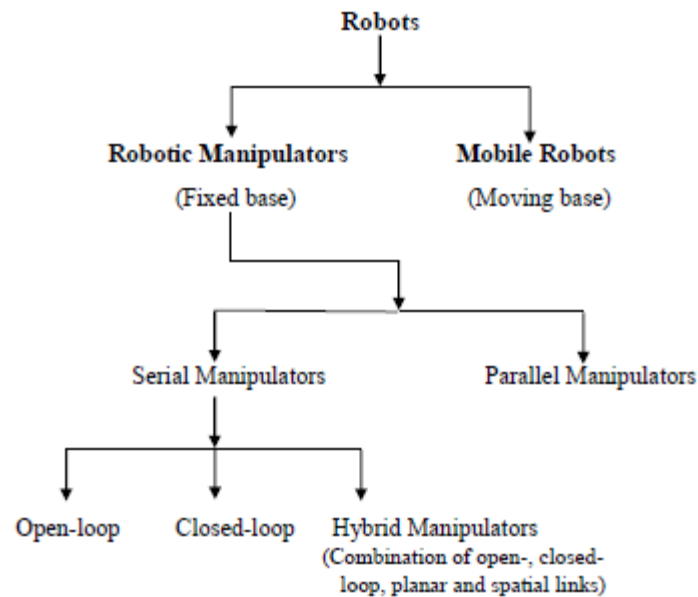 Robots
Robotic Manipulators
Mobile Robots
(Fixed base)
(Moving base)
Serial Manipulators
Parallel Manipulators
Open-loop
Closed-loop
Hybrid Manipulators
(Combination of open-, closed-
loop, planar and spatial links)